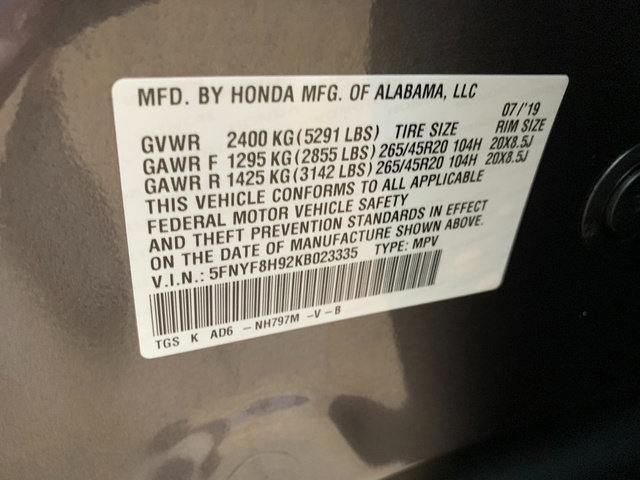 MFD. BY HONDA MFG. OF ALABAMA, LLC
07/'19
GVWR 2400 KG(5291 LBS) TIRE SIZE RIM SIZE
GAWR F 1295 KG(2855 LBS) 265/45R20 104H 20X8.5J
GAWR R 1425 KG(3142 LBS) 265/45R20 104H 20X8.5J
THIS VEHICLE CONFORMS TO ALL APPLICABLE
FEDERAL MOTOR VEHICLE SAFETY
AND THEFT PREVENTION STANDARDS IN EFFECT
ON THE DATE OF MANUFACTURE SHOWN ABOVE.
V.I.N.: 5FNYF8H92KB023335 TYPE: MPV
TGS K AD6 -NH797M -V-B